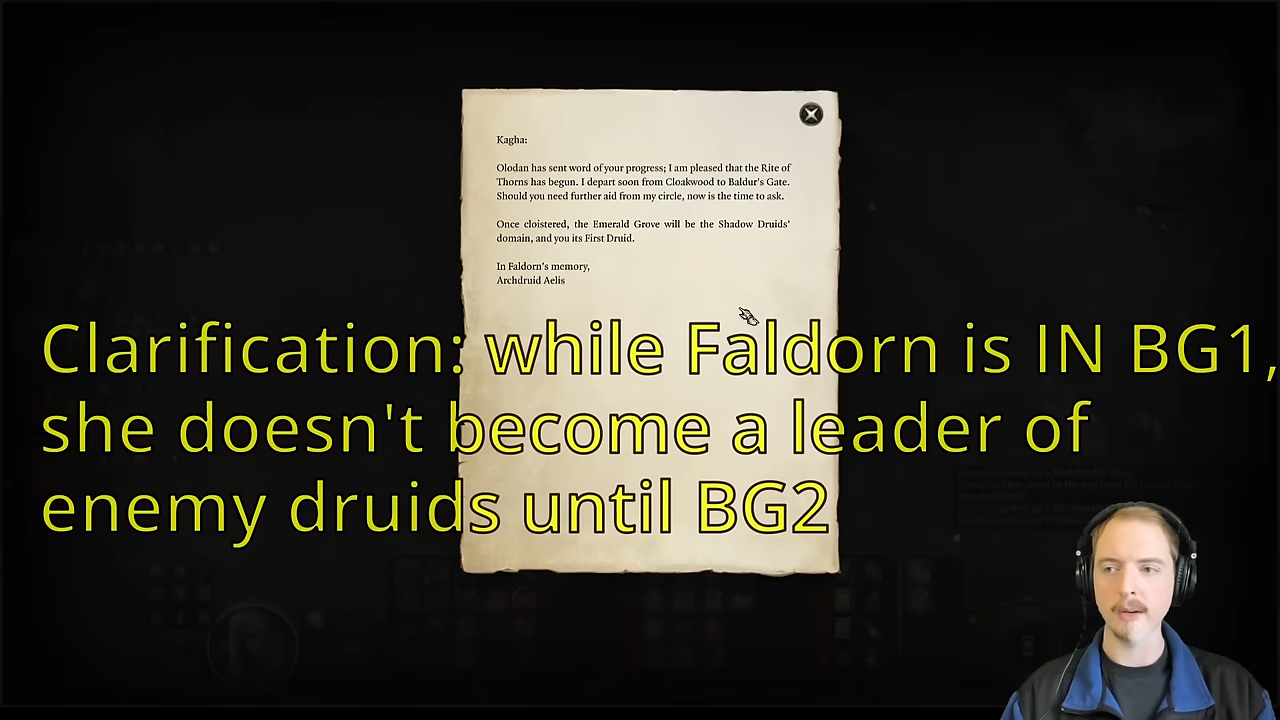 Kagha:
Olodan has sent word of your progress; I am pleased that the Rite of
Thorns has begun. I depart soon from Cloakwood to Baldur's Gate.
Should you need further aid from my circle, now is the time to ask.
Once cloistered, the Emerald Grove will be the Shadow Druids'
domain, and you its First Druid.
In Faldorn's memory,
Archdruid Aelis
Clarification: while Faldorn is IN BG1,
she doesn't become a leader of
enemy druids until BG2